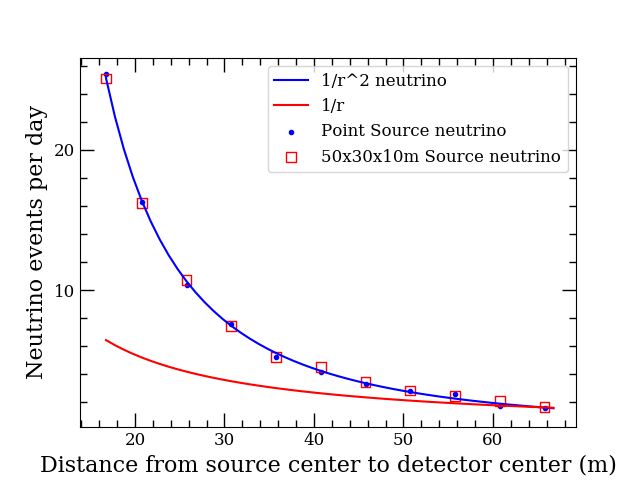 1/r^2 neutrino
1/r
Point Source neutrino
50x30x10m Source neutrino
Neutrino events per day
20
10
20 30 40 50 60
Distance from source center to detector center (m)